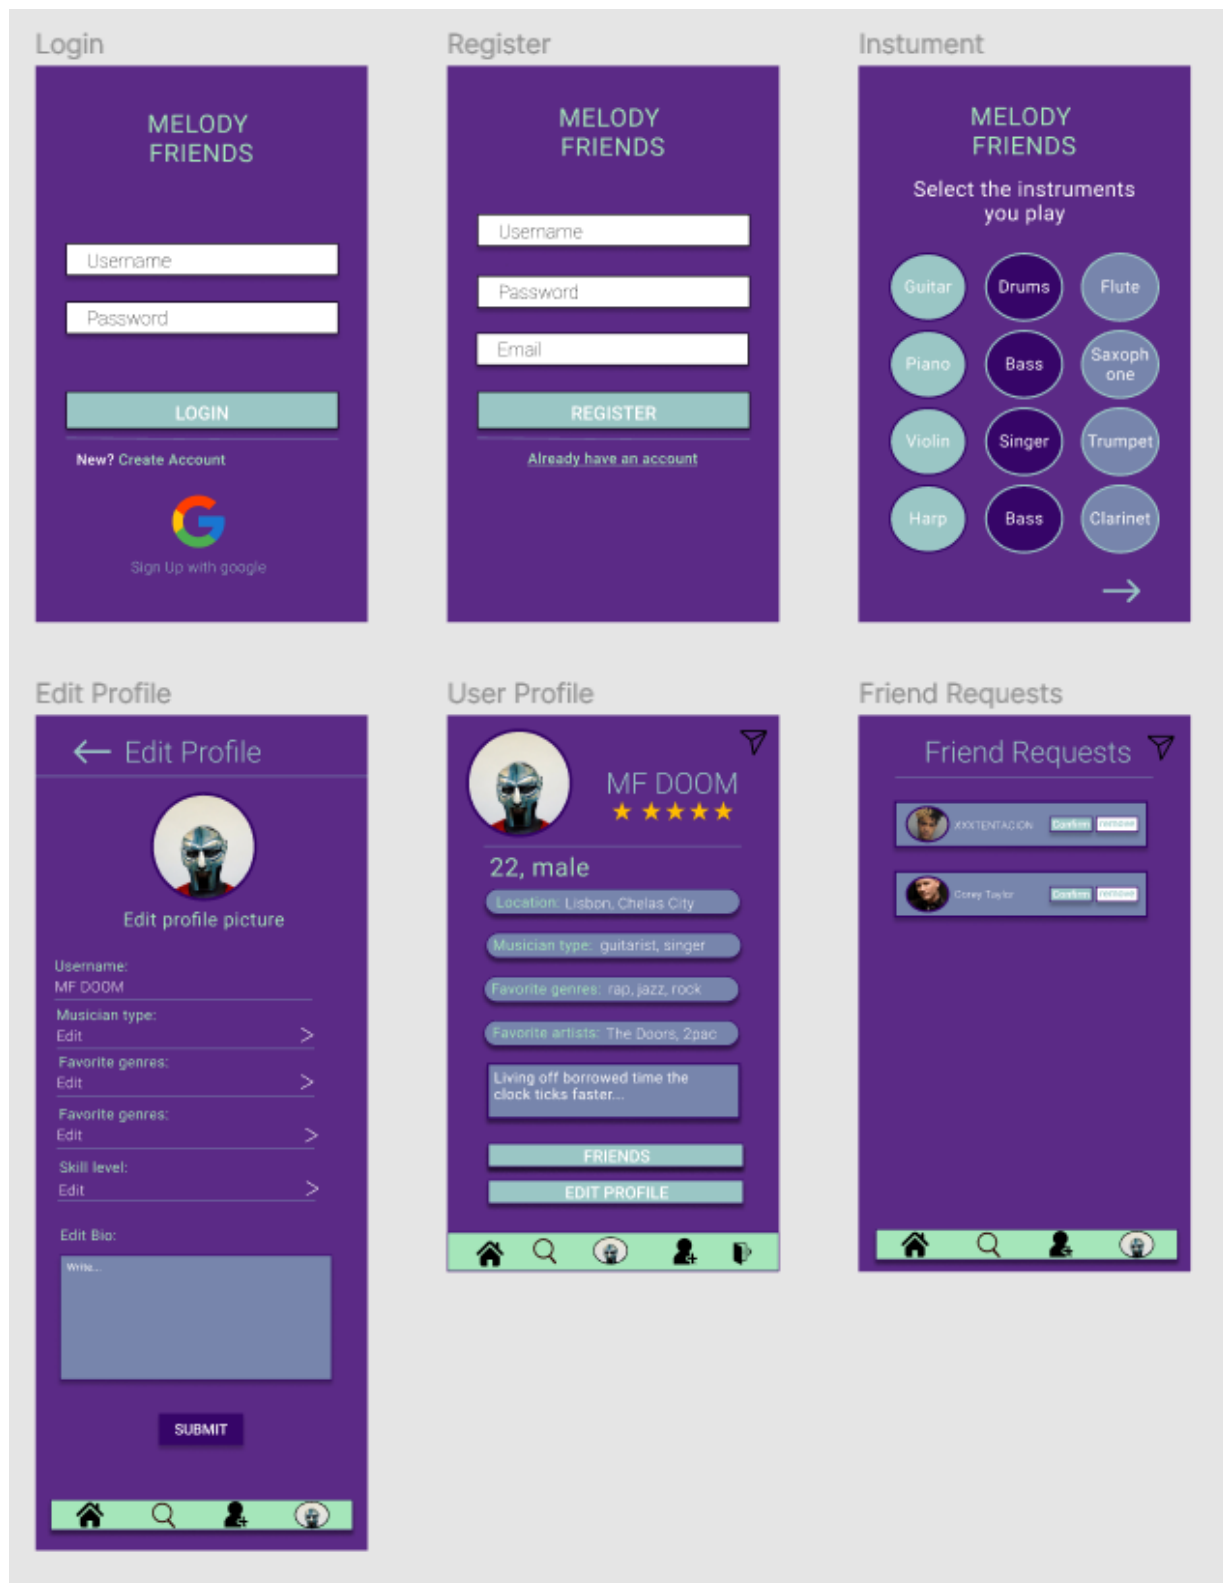 Login
MELODY
FRIENDS
Username
Password
LOGIN
New? Create Account
Sign Up with google
Register
MELODY
FRIENDS
Username
Password
Email
REGISTER
Already have an account
Instument
MELODY
FRIENDS
Select the instruments
you play
Guitar Drums Flute
Piano Bass Saxoph
one
Violin Singer Trumpet
Harp Bass Clarinet
Edit Profile
Edit Profile
Edit profile picture
Username:
MF DOOM
Musician type:
Edit
Favorite genres:
Edit
Favorite genres:
Edit
Skill level:
Edit
Edit Bio:
Write...
SUBMIT
User Profile
MF DOOM
22, male
Location: Lisbon, Chelas City
Musician type: guitarist, singer
Favorite genres: rap, jazz, rock
Favorite artists: The Doors, 2pac
Living off borrowed time the
clock ticks faster...
FRIENDS
EDIT PROFILE
Friend Requests
Friend Requests
XXXTENTACION Confirm remove
Corey Taylor Confirm remove